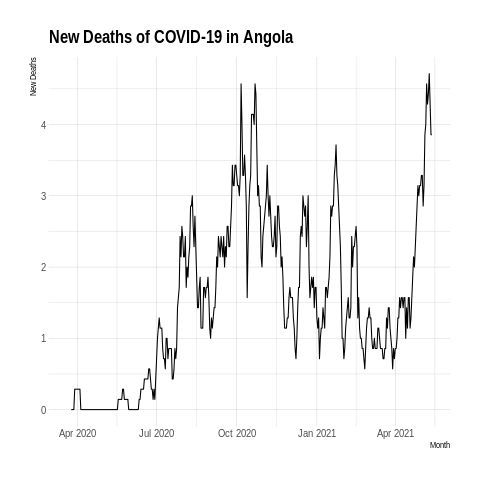 New Deaths of COVID-19 in Angola
New Deaths
4
3
2
1
0
Apr 2020 Jul 2020 Oct 2020 Jan 2021 Apr 2021
Month